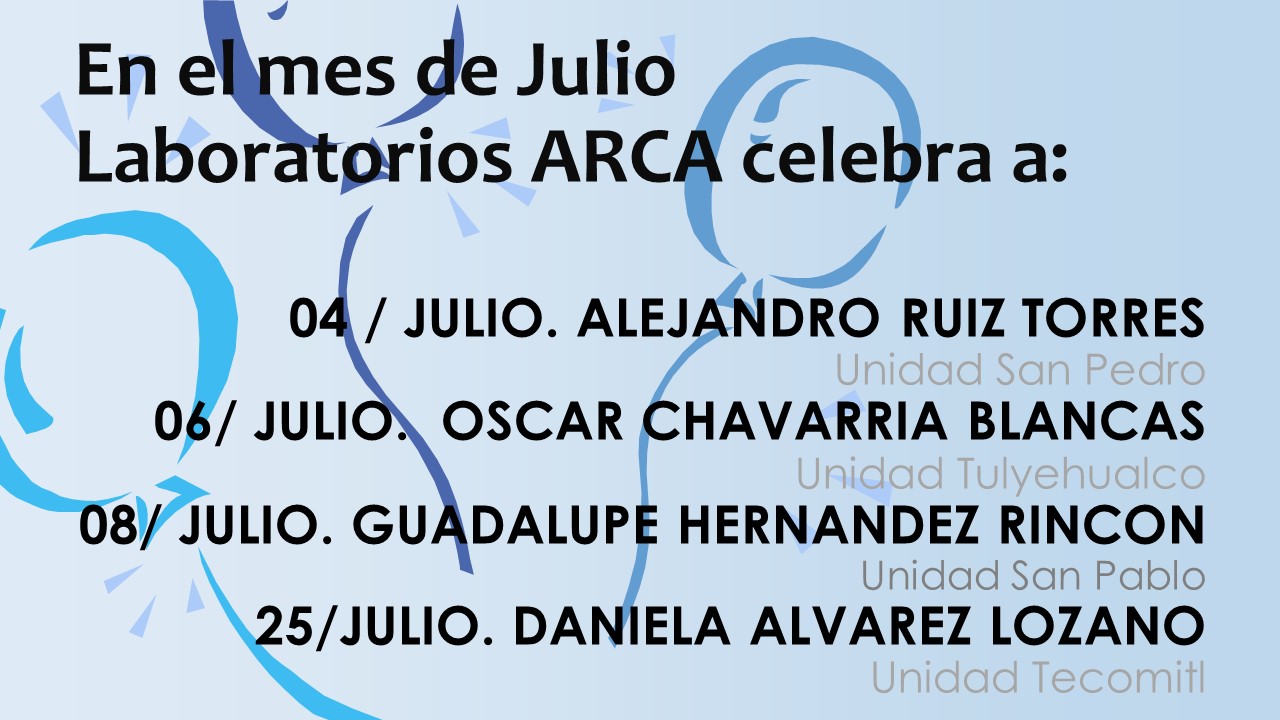 En el mes de Julio
Laboratorios ARCA celebra a:
04 / JULIO. ALEJANDRO RUIZ TORRES
Unidad San Pedro
06/ JULIO.  OSCAR CHAVARRIA BLANCAS
Unidad Tulyehualco
08/ JULIO. GUADALUPE HERNANDEZ RINCON
Unidad San Pablo
25/JULIO. DANIELA ALVAREZ LOZANO
Unidad Tecomitl